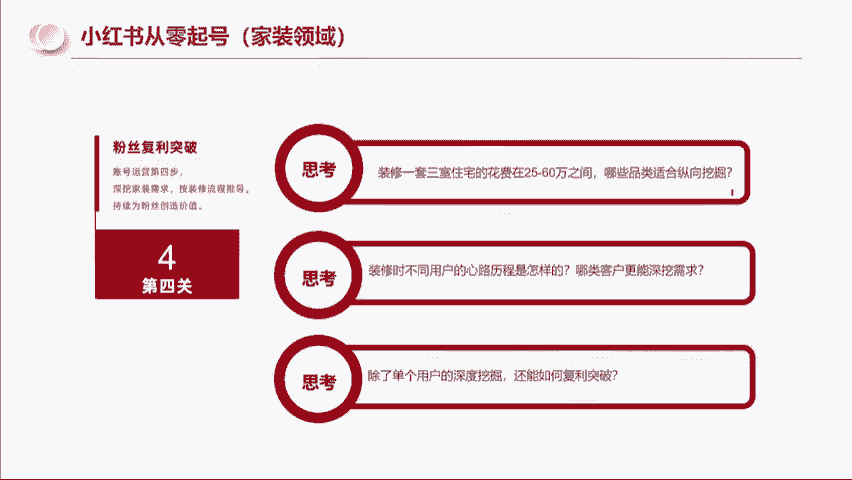 小红书从零起号（家装领域）
粉丝复利突破
账号运营第四步，
深挖家装需求，按装修流程推导。
持续为粉丝创造价值。
4
第四关
思考
装修一套三室住宅的花费在25-60万之间，哪些品类适合纵向挖掘？
思考
装修时不同用户的心路历程是怎样的？哪类客户更能深挖需求？
思考
除了单个用户的深度挖掘，还能如何复利突破？